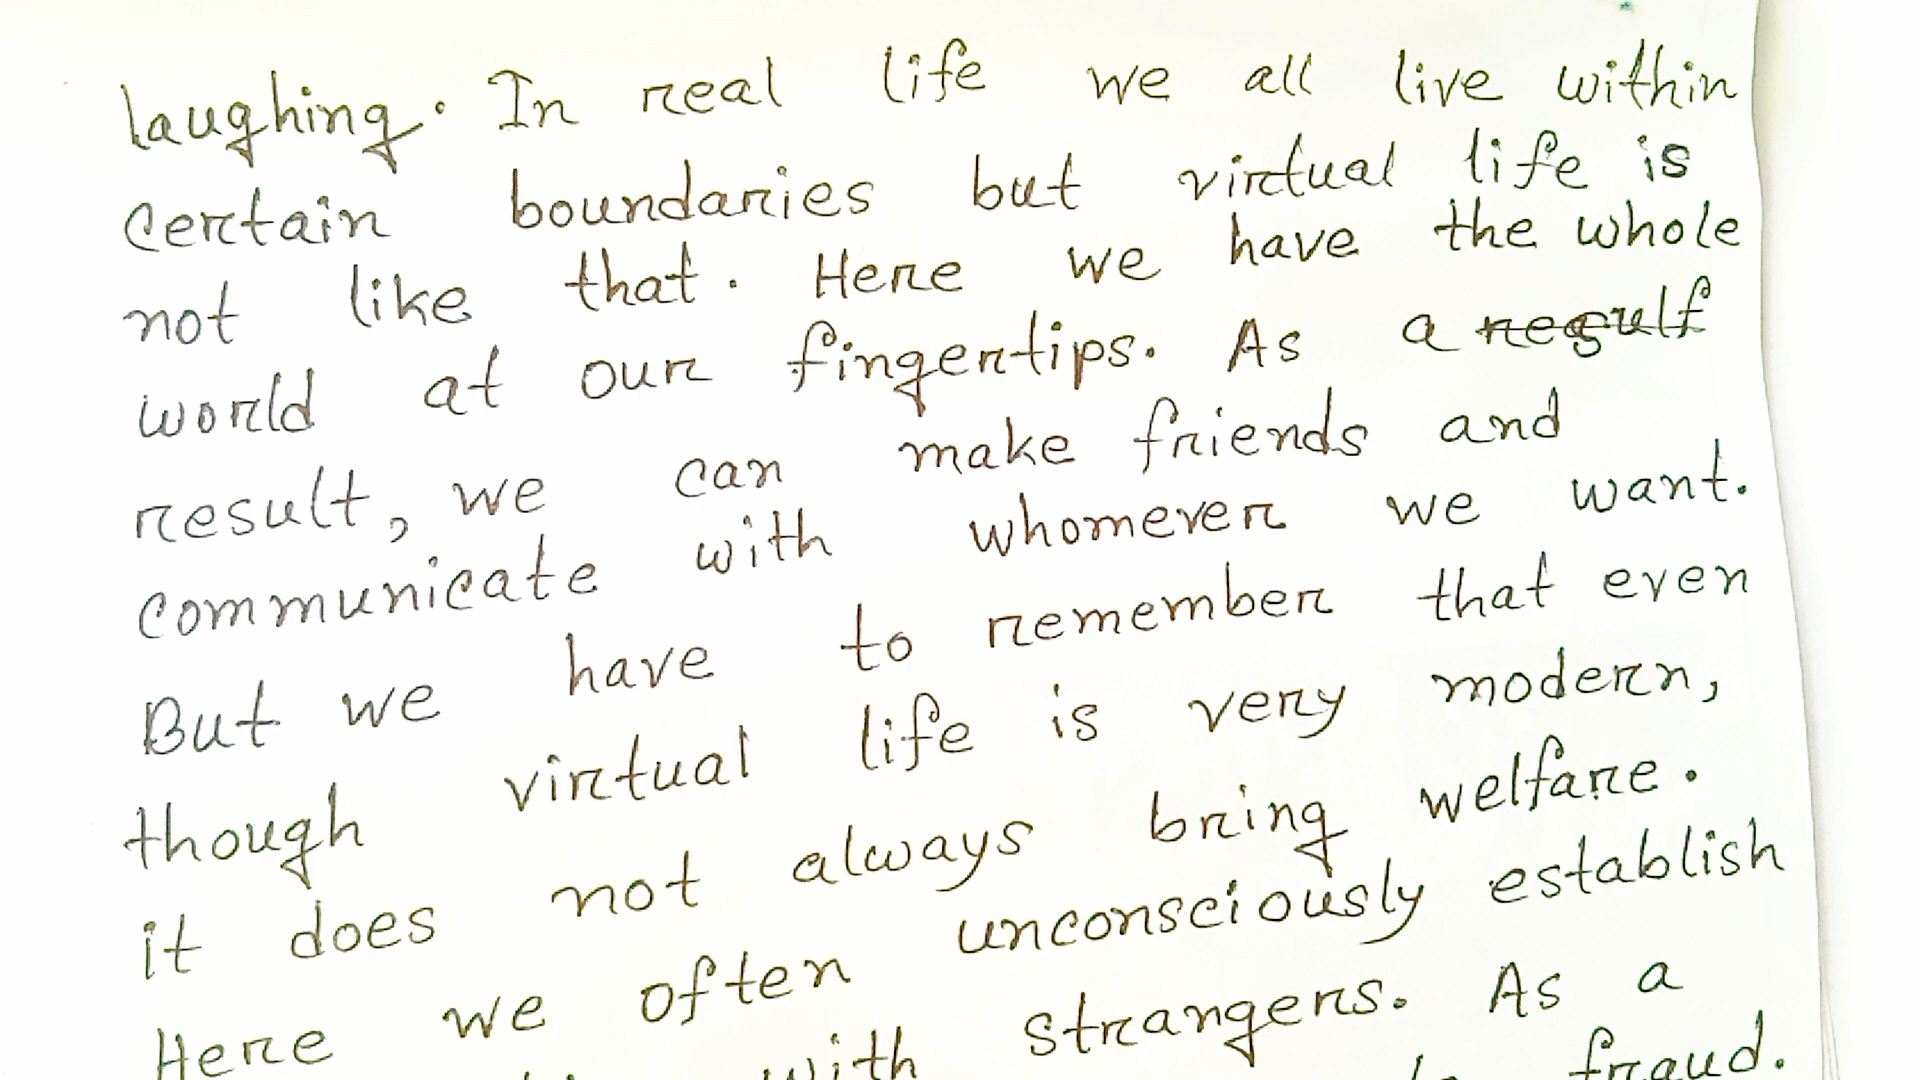 laughing. In real life we all live within
certain boundaries but virtual life is
not like that. Here we have the whole
world at our fingertips. As a result
result, we can make friends and
communicate with whomever we want.
But we have to remember that even
though virtual life is very modern,
it does not always bring welfare.
Here we often unconsciously establish
with strangers. As a
fraud.